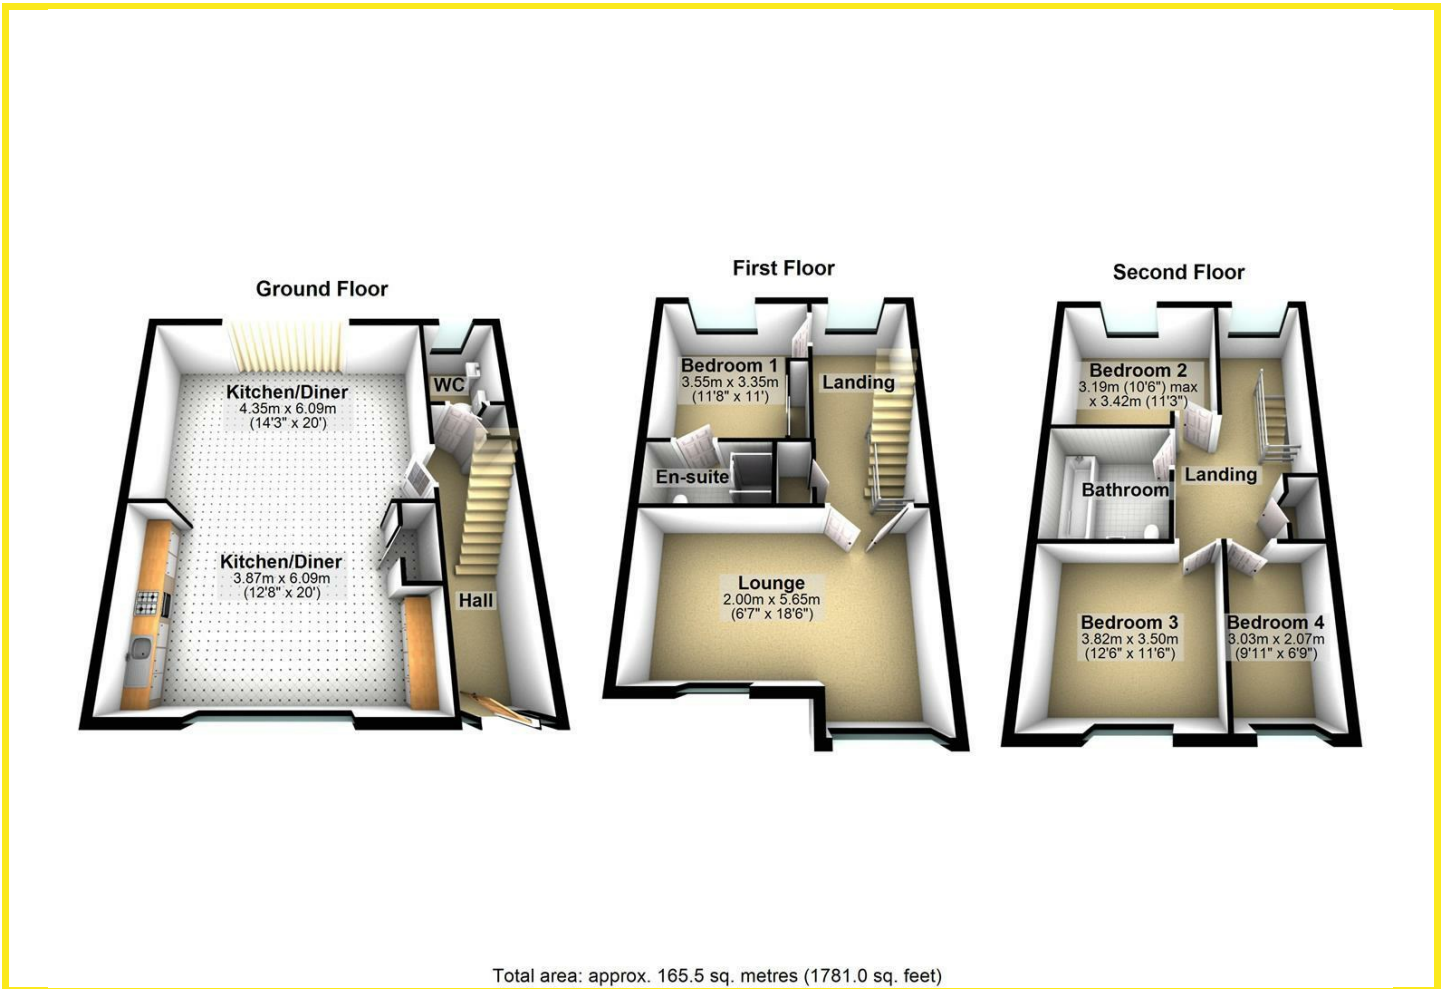 Ground Floor
Kitchen/Diner
4.35m x 6.09m
(14'3" x 20')
WC
Kitchen/Diner
3.87m x 6.09m
(12'8" x 20')
Hall
First Floor
Bedroom 1
3.55m x 3.35m
(11'8" x 11')
Landing
En-suite
Lounge
2.00m x 5.65m
(6'7" x 18'6")
Second Floor
Bedroom 2
3.19m (10'6") max
x 3.42m (11'3")
Landing
Bathroom
Bedroom 3
3.82m x 3.50m
(12'6" x 11'6")
Bedroom 4
3.03m x 2.07m
(9'11" x 6'9")
Total area: approx. 165.5 sq. metres (1781.0 sq. feet)